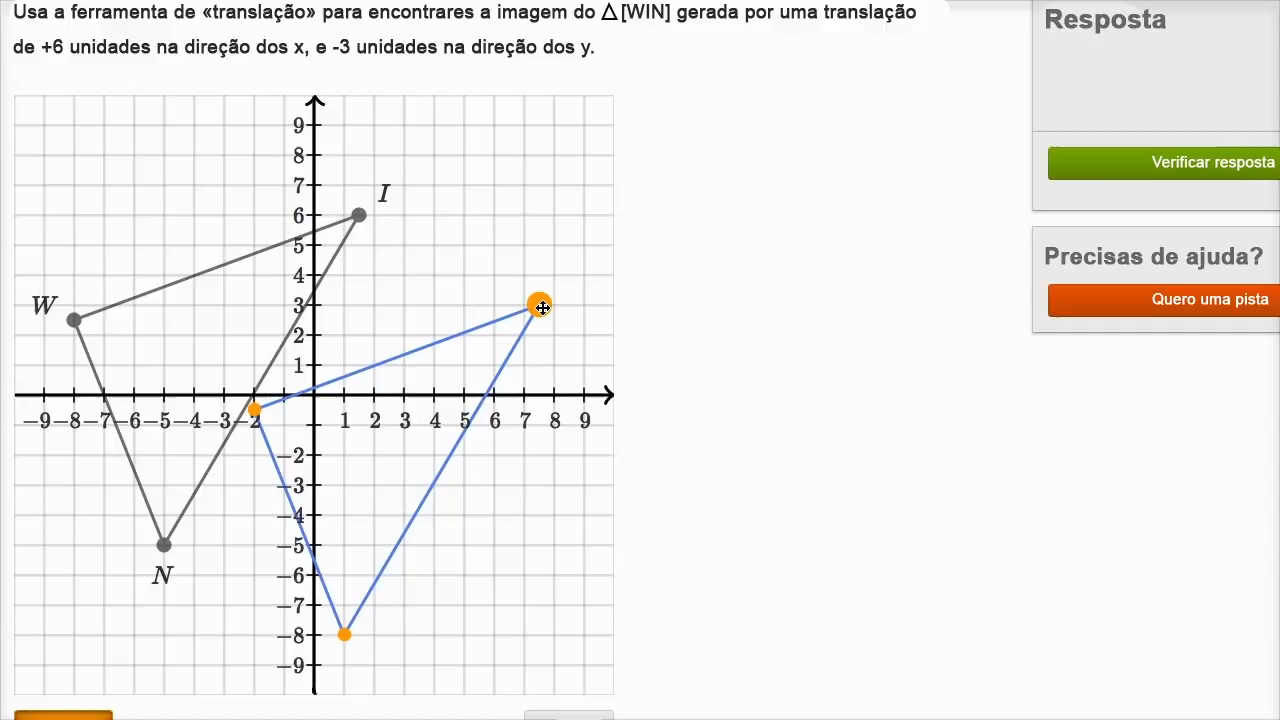 Usa a ferramenta de «translação» para encontrares a imagem do △[WIN] gerada por uma translação
de +6 unidades na direção dos x, e -3 unidades na direção dos y.
Resposta
Verificar resposta
Precisas de ajuda?
Quero uma pista
9
8
7
I
6
5
4
W
3
2
1
−9 −8 −7 −6 −5 −4 −3 −2 1 2 3 4 5 6 7 8 9
−2
−3
−4
−5
N
−6
−7
−8
−9